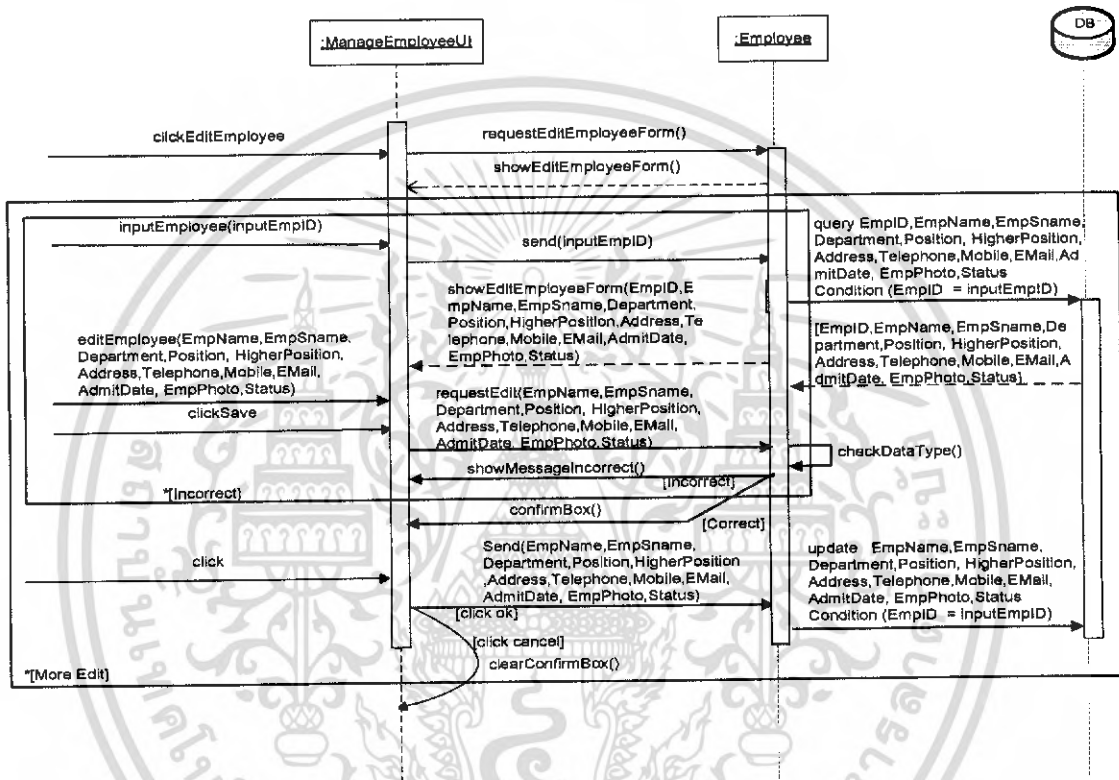 :ManageEmployeeUI
:Employee
DB
clickEditEmployee
requestEditEmployeeForm()
showEditEmployeeForm()
inputEmployee(inputEmpID)
send(inputEmpID)
query EmpID,EmpName,EmpSname,
Department,Position, HigherPosition,
Address,Telephone,Mobile,EMail,Ad
mitDate, EmpPhoto,Status
Condition (EmpID = inputEmpID)
showEditEmployeeForm(EmpID,E
mpName,EmpSname,Department,
Position,HigherPosition,Address,Te
lephone,Mobile,EMail,AdmitDate,
EmpPhoto,Status)
[EmpID,EmpName,EmpSname,De
partment,Position, HigherPosition,
Address,Telephone,Mobile,EMail,A
dmitDate, EmpPhoto,Status]
editEmployee(EmpName,EmpSname,
Department,Position, HigherPosition,
Address,Telephone,Mobile,EMail,
AdmitDate, EmpPhoto,Status)
clickSave
requestEdit(EmpName,EmpSname,
Department,Position, HigherPosition,
Address,Telephone,Mobile,EMail,
AdmitDate, EmpPhoto,Status)
checkDataType()
showMessageIncorrect()
[Incorrect]
*[Incorrect]
confirmBox()
[Correct]
click
Send(EmpName,EmpSname,
Department,Position,HigherPosition
,Address,Telephone,Mobile,EMail,
AdmitDate, EmpPhoto,Status)
[click ok]
update EmpName,EmpSname,
Department,Position, HigherPosition,
Address,Telephone,Mobile,EMail,
AdmitDate, EmpPhoto,Status
Condition (EmpID = inputEmpID)
[click cancel]
clearConfirmBox()
*[More Edit]